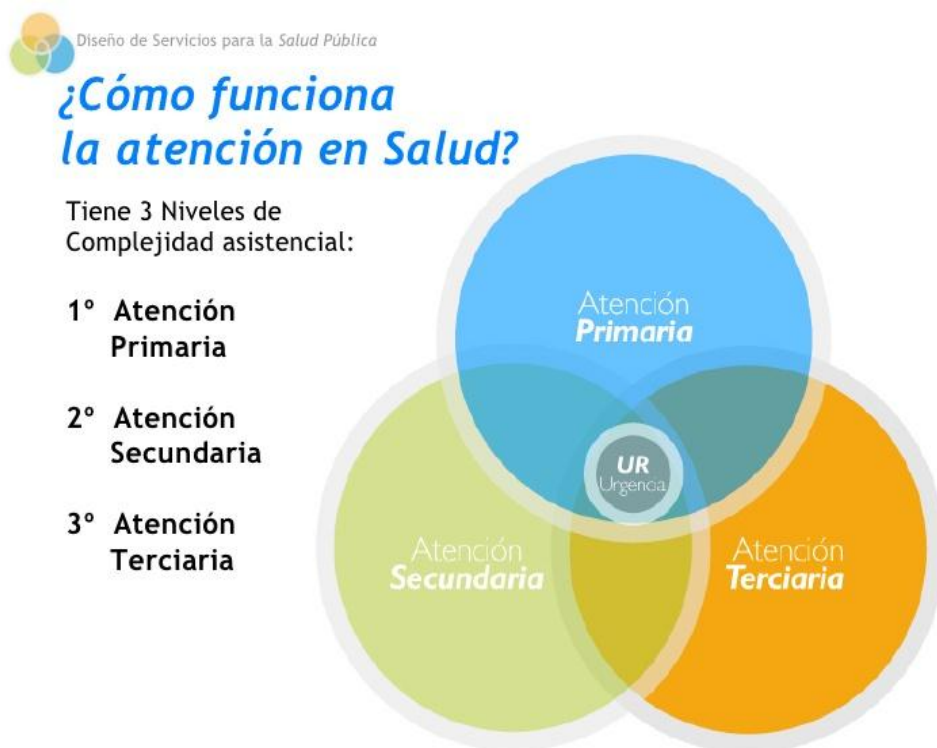 Diseño de Servicios para la Salud Pública
¿Cómo funciona
la atención en Salud?
Tiene 3 Niveles de
Complejidad asistencial:
1º Atención
Primaria
2º Atención
Secundaria
3º Atención
Terciaria
Atención
Primaria
UR
Urgencia
Atención
Secundaria
Atención
Terciaria